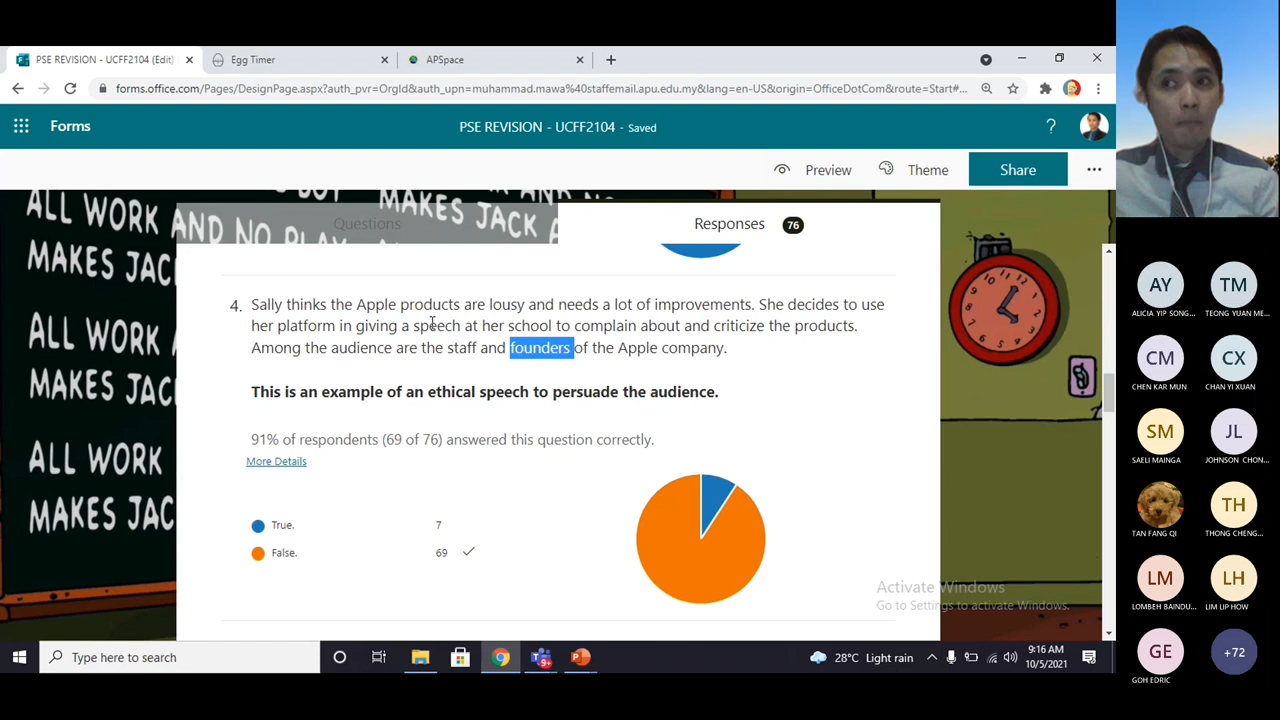 PSE REVISION - UCFF2104 (Edit)
Egg Timer
APSpace
forms.office.com/Pages/DesignPage.aspx?auth_pvr=OrgId&auth_upn=muhammad.mawa%40staffemail.apu.edu.my&lang=en-US&origin=OfficeDotCom&route=Start#...
Forms
PSE REVISION - UCFF2104 - Saved
?
Preview
Theme
Share
ALL WORK AND NO PLAY
MAKES JACK A
MAKES JACK
ALL WORK
MAKES JACK
ALL WORK
MAKES JACK
Questions
Responses 76
4. Sally thinks the Apple products are lousy and needs a lot of improvements. She decides to use
her platform in giving a speech at her school to complain about and criticize the products.
Among the audience are the staff and founders of the Apple company.
This is an example of an ethical speech to persuade the audience.
91% of respondents (69 of 76) answered this question correctly.
More Details
True. 7
False. 69
Activate Windows
Go to Settings to activate Windows.
Type here to search
9+
28°C Light rain
9:16 AM
10/5/2021
AY
ALICIA YIP SONG...
TM
TEONG YUAN ME...
CM
CHEN KAR MUN
CX
CHAN YI XUAN
SM
SAELI MAINGA
JL
JOHNSON CHON...
TAN FANG QI
TH
THONG CHENG...
LM
LOMBEH BAINDU...
LH
LIM LIP HOW
GE
GOH EDRIC
+72